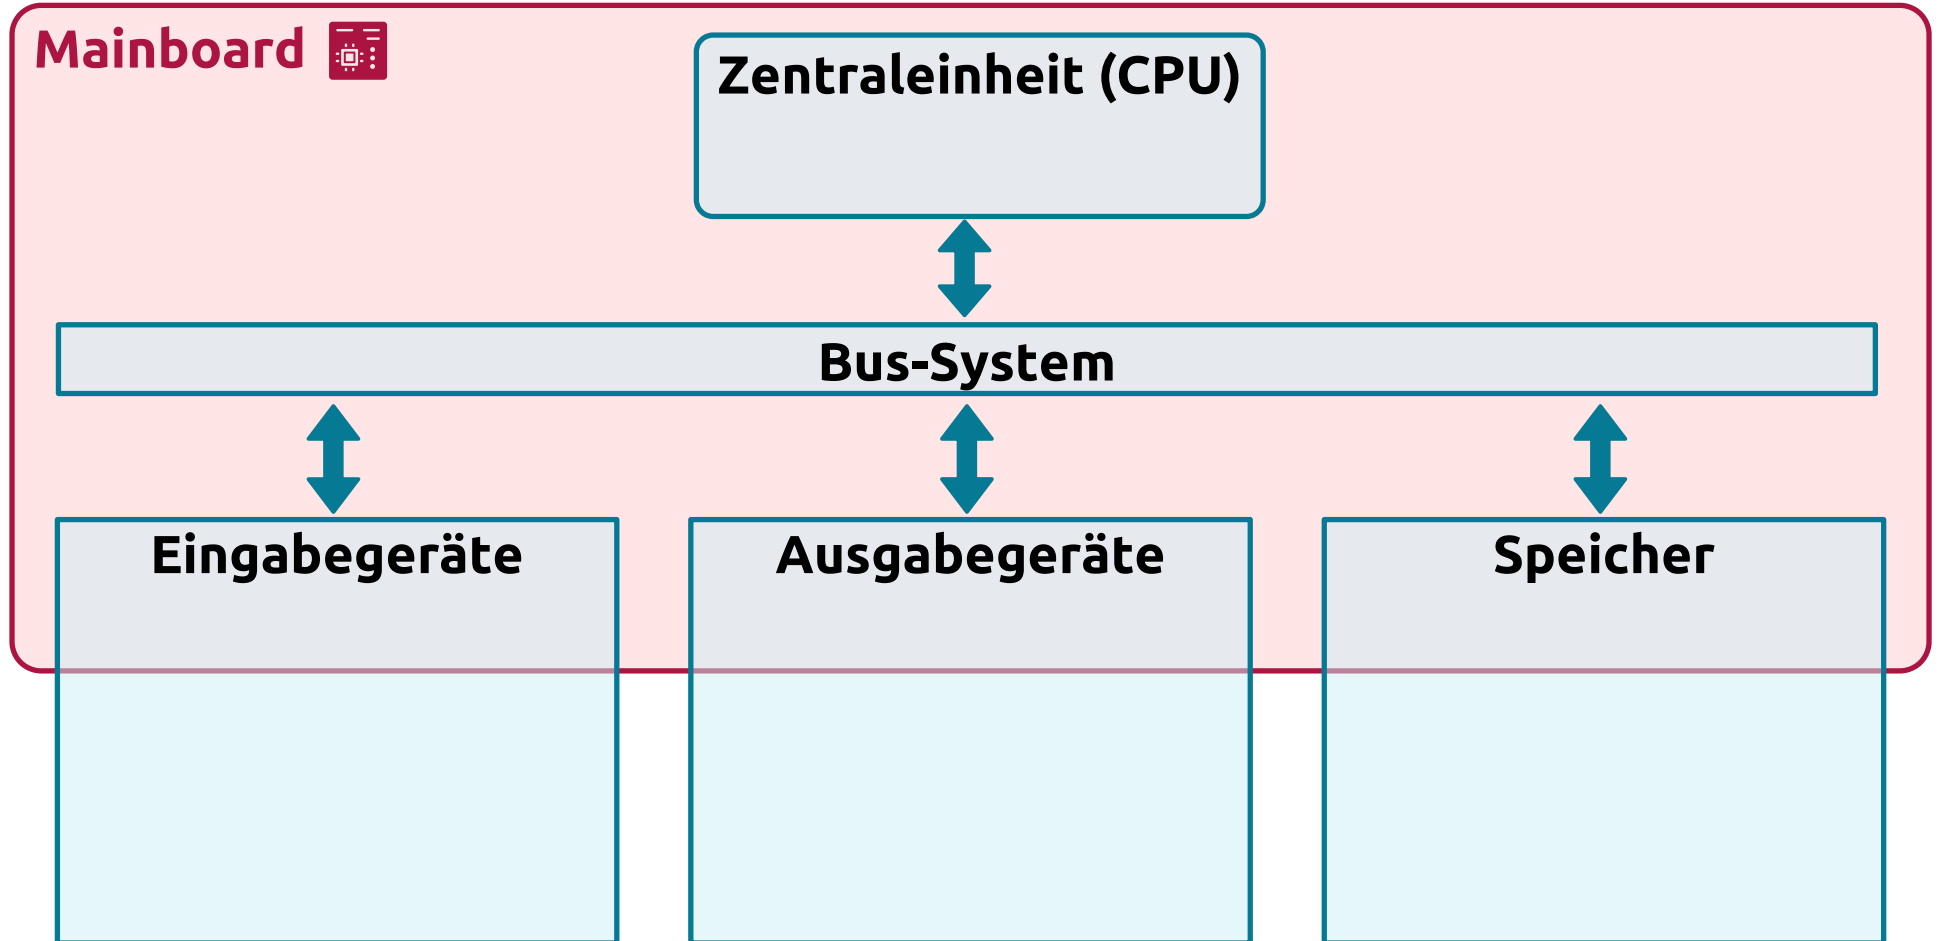 Mainboard
Zentraleinheit (CPU)
Bus-System
Eingabegeräte
Ausgabegeräte
Speicher